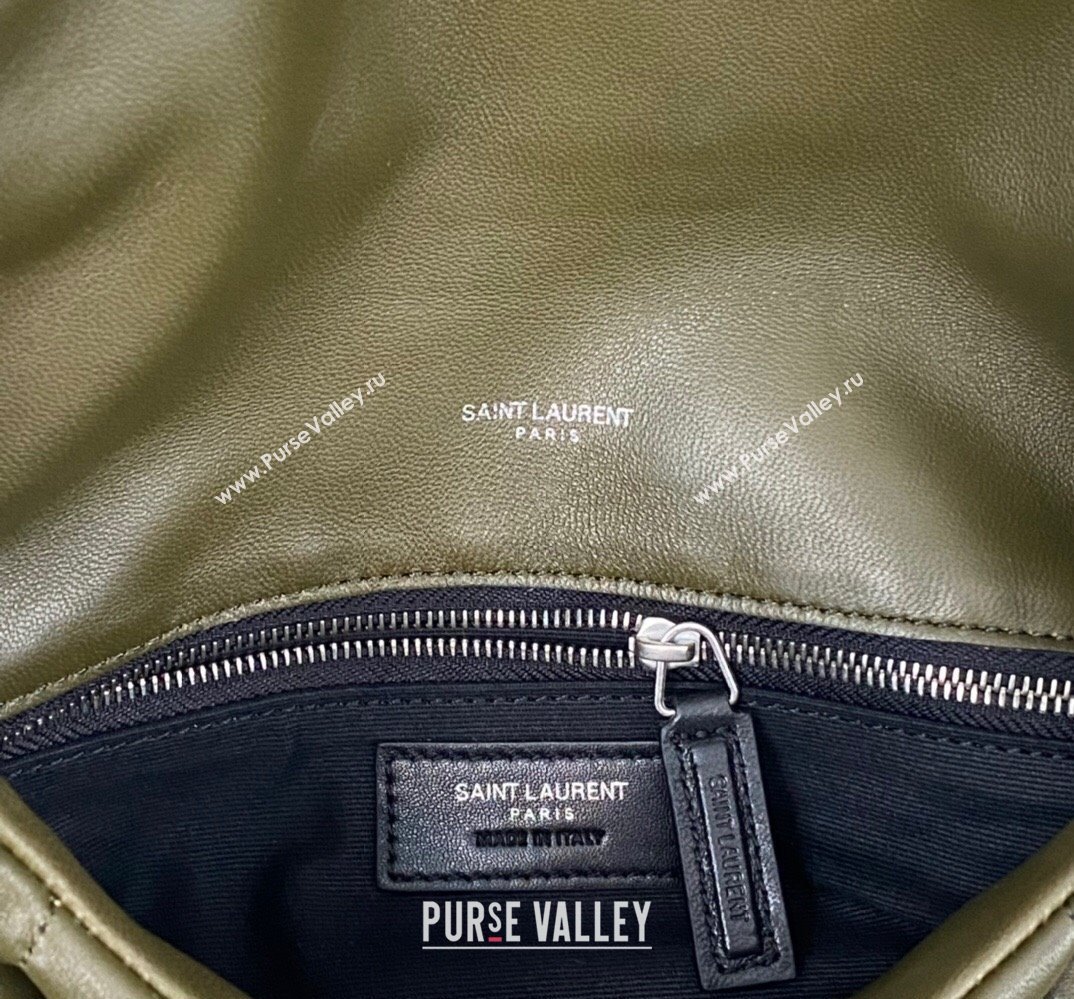 www.PurseValley.ru
www.PurseValley.ru
SAINT LAURENT
PARIS
SAINT LAURENT
PARIS
MADE IN ITALY
SAINT LAURENT
PURSE VALLEY